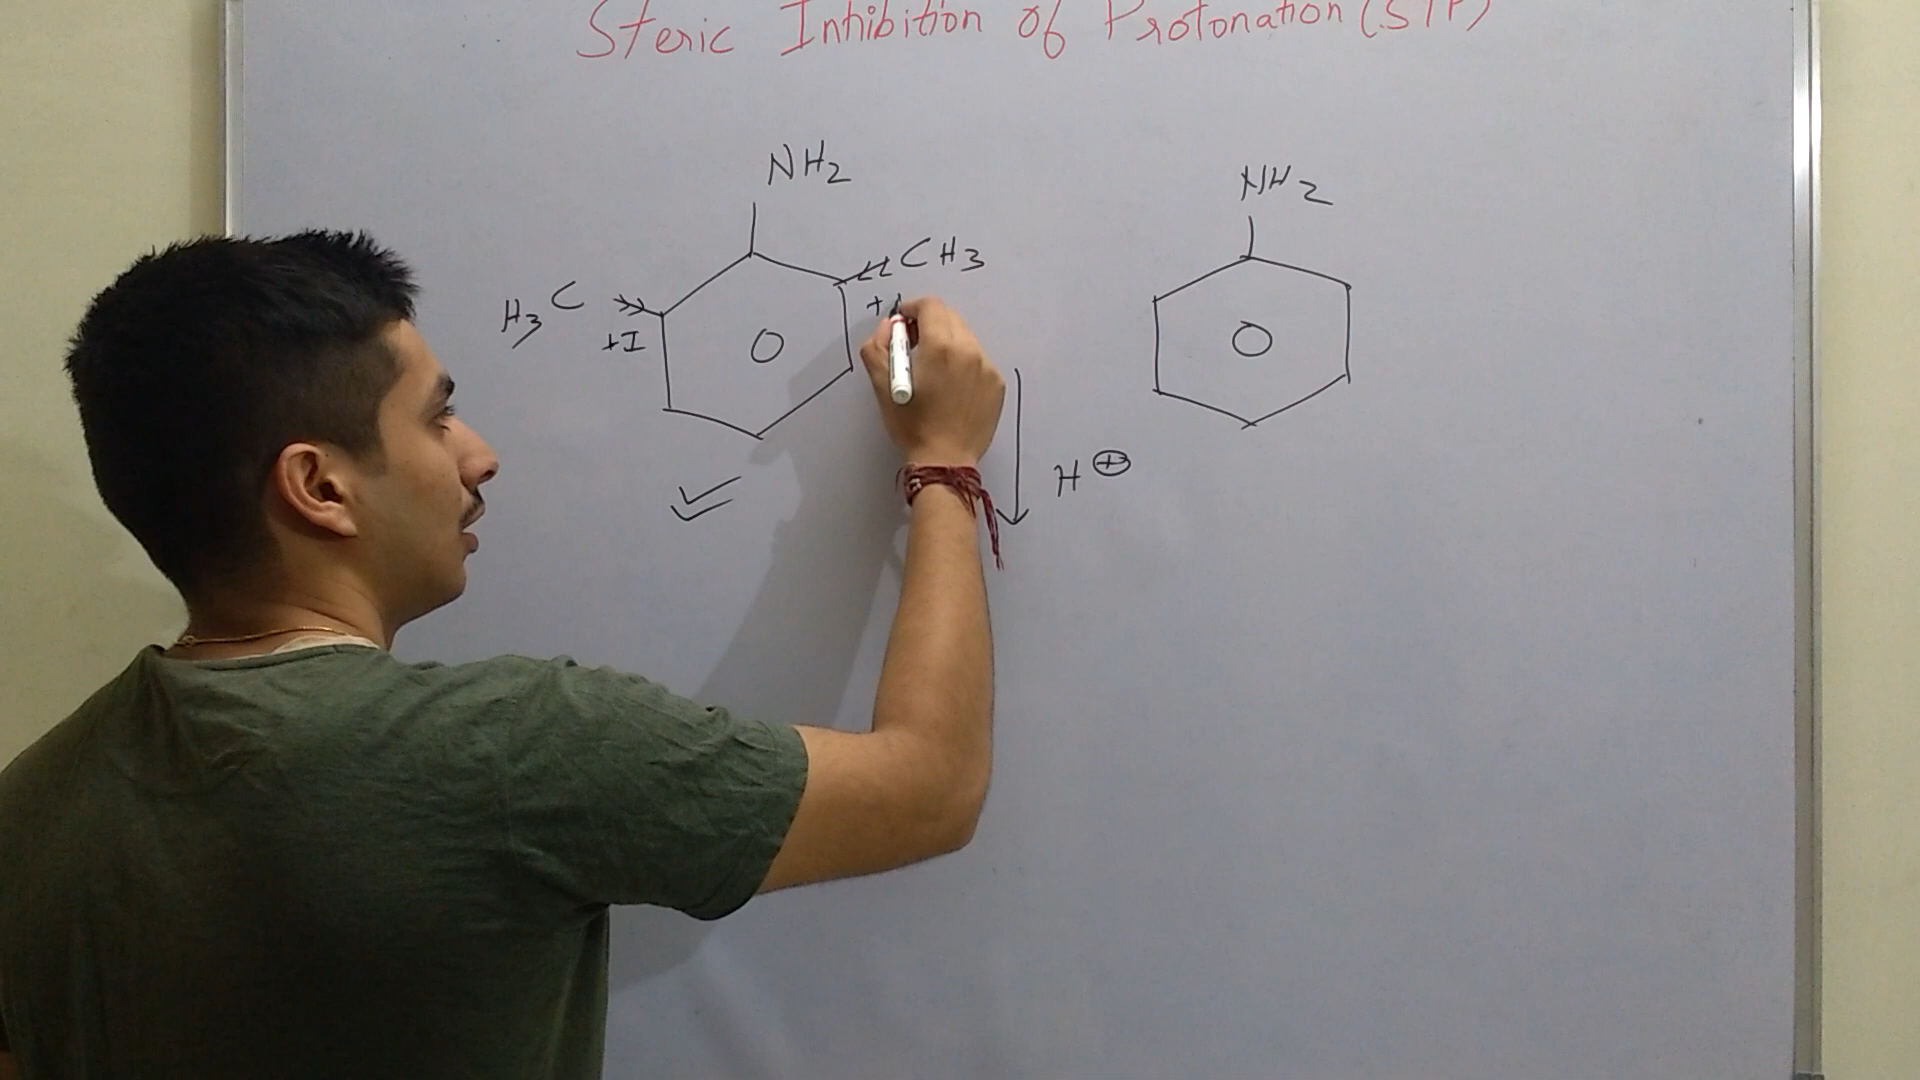 Steric Inhibition of Protonation (SIP)
NH2
NH2
CH3
H3C
+
+I
H⊕